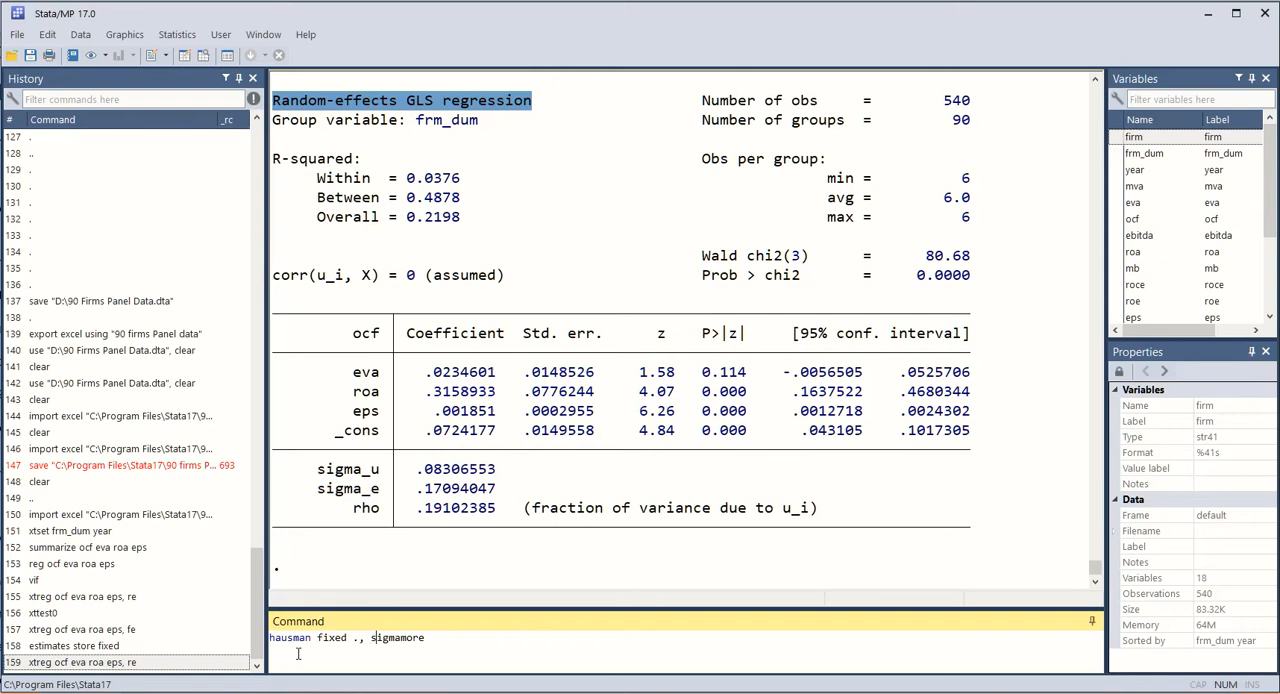 Stata/MP 17.0
File Edit Data Graphics Statistics User Window Help
History
Filter commands here
# Command _rc
127 .
128 ..
129 .
130 .
131 .
132 .
133 .
134 .
135 .
136 .
137 save "D:\90 Firms Panel Data.dta"
138 .
139 export excel using "90 firms Panel data"
140 use "D:\90 Firms Panel Data.dta", clear
141 clear
142 use "D:\90 Firms Panel Data.dta", clear
143 clear
144 import excel "C:\Program Files\Stata17\9...
145 clear
146 import excel "C:\Program Files\Stata17\9...
147 save "C:\Program Files\Stata17\90 firms P... 693
148 clear
149 ..
150 import excel "C:\Program Files\Stata17\9...
151 xtset frm_dum year
152 summarize ocf eva roa eps
153 reg ocf eva roa eps
154 vif
155 xtreg ocf eva roa eps, re
156 xttest0
157 xtreg ocf eva roa eps, fe
158 estimates store fixed
159 xtreg ocf eva roa eps, re
Random-effects GLS regression Number of obs = 540
Group variable: frm_dum Number of groups = 90
R-squared: Obs per group:
Within = 0.0376 min = 6
Between = 0.4878 avg = 6.0
Overall = 0.2198 max = 6
Wald chi2(3) = 80.68
corr(u_i, X) = 0 (assumed) Prob > chi2 = 0.0000
ocf Coefficient Std. err. z P>|z| [95% conf. interval]
eva .0234601 .0148526 1.58 0.114 -.0056505 .0525706
roa .3158933 .0776244 4.07 0.000 .1637522 .4680344
eps .001851 .0002955 6.26 0.000 .0012718 .0024302
_cons .0724177 .0149558 4.84 0.000 .043105 .1017305
sigma_u .08306553
sigma_e .17094047
rho .19102385 (fraction of variance due to u_i)
.
Command
hausman fixed ., sigmamore
Variables
Filter variables here
Name Label
firm firm
frm_dum frm_dum
year year
mva mva
eva eva
ocf ocf
ebitda ebitda
roa roa
mb mb
roce roce
roe roe
eps eps
Properties
Variables
Name firm
Label firm
Type str41
Format %41s
Value label
Notes
Data
Frame default
Filename
Label
Notes
Variables 18
Observations 540
Size 83.32K
Memory 64M
Sorted by frm_dum year
C:\Program Files\Stata17 CAP NUM INS